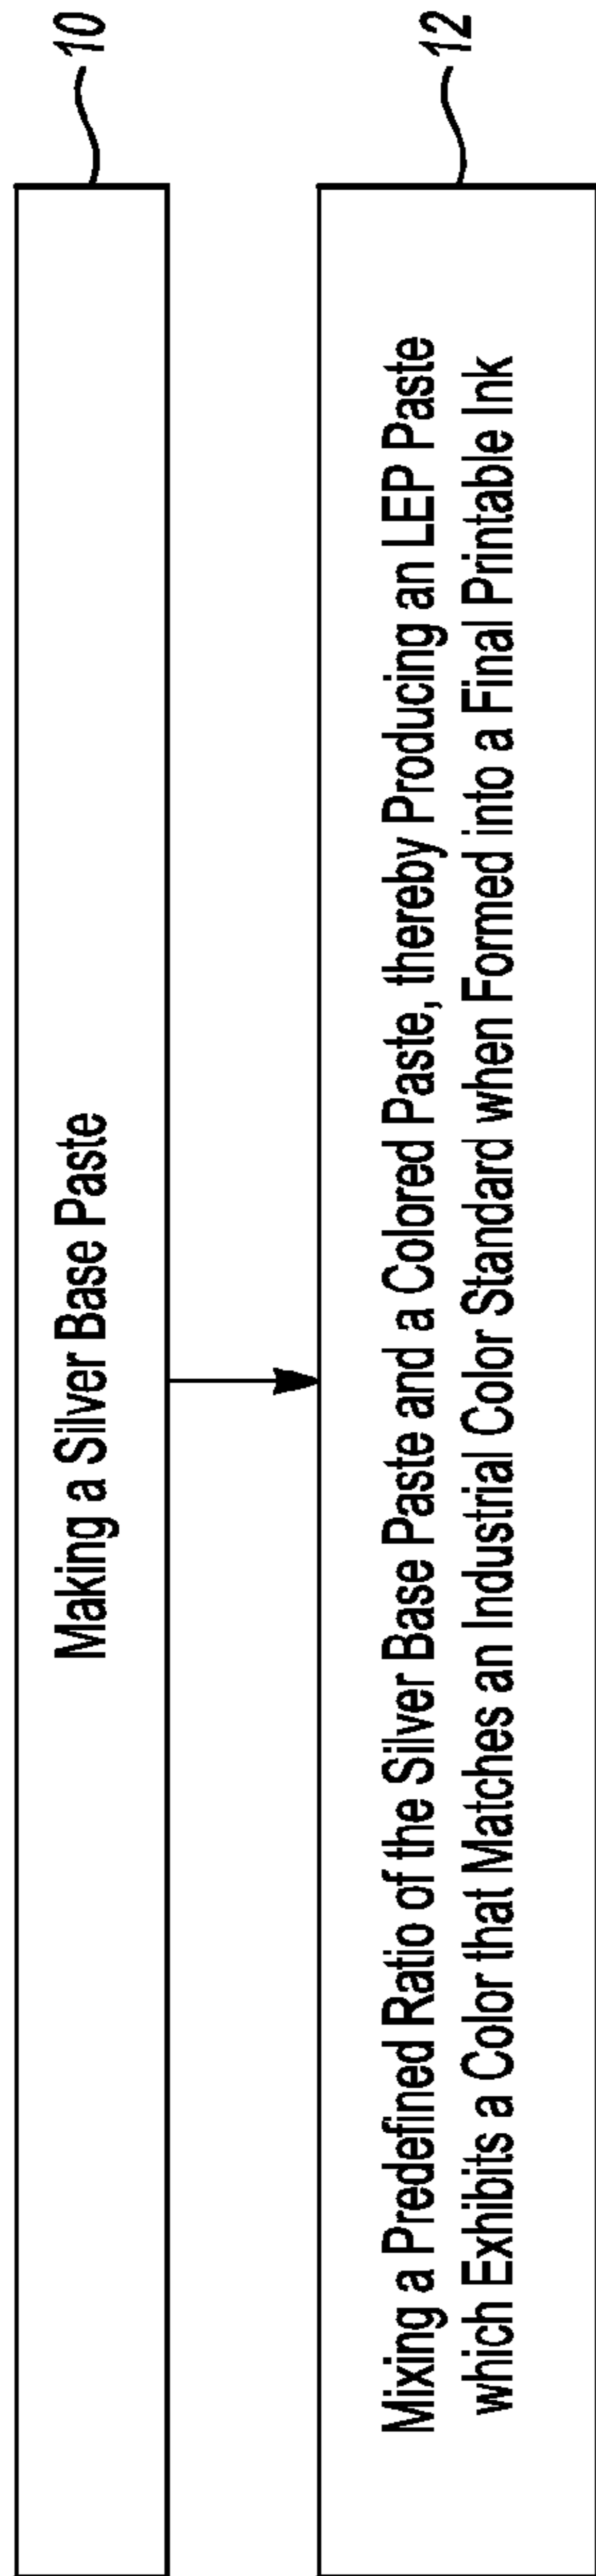 Making a Silver Base Paste
10
Mixing a Predefined Ratio of the Silver Base Paste and a Colored Paste, thereby Producing an LEP Paste
which Exhibits a Color that Matches an Industrial Color Standard when Formed into a Final Printable Ink
12